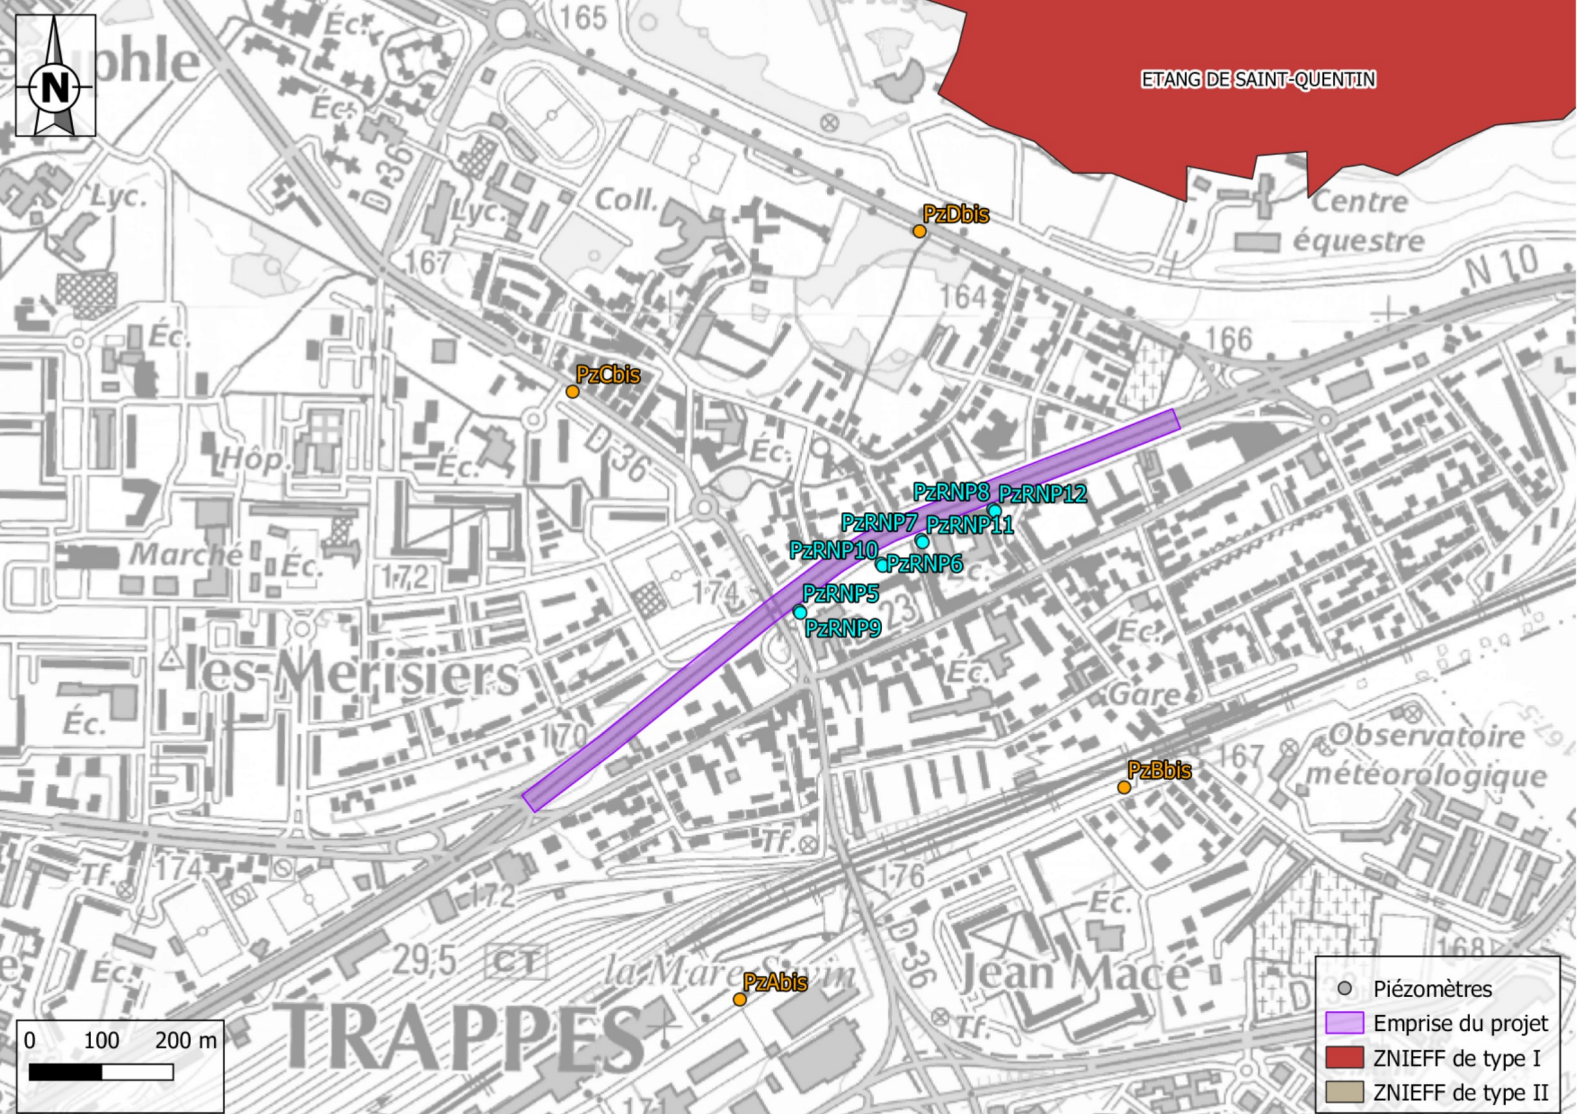 165
Éc.
phle
N
ETANG DE SAINT-QUENTIN
Éc.
D 36
Lyc.
Lyc.
Coll.
Centre
équestre
PzDbis
167
N 10
164
166
Éc.
PzCbis
D 36
Hôp.
Éc.
Éc.
PzRNP8
PzRNP12
PzRNP7
PzRNP11
PzRNP10
PzRNP6
Marché
Éc.
172
174
PzRNP5
23
PzRNP9
Éc.
les Merisiers
Éc.
Gare
Éc.
170
Observatoire
météorologique
167
PzBbis
Tf.
174
Tf.
172
176
Éc.
29,5
CT
la Mare Savin
D 36
Jean Macé
168
Éc.
PzAbis
TRAPPES
Tf.
0 100 200 m
Piézomètres
Emprise du projet
ZNIEFF de type I
ZNIEFF de type II